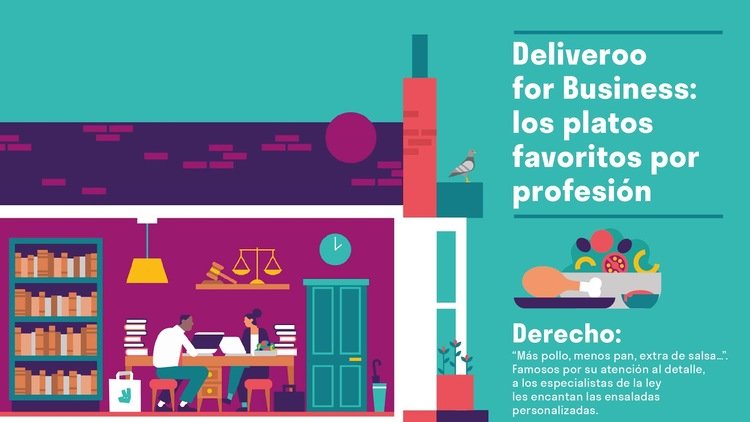 Deliveroo
for Business:
los platos
favoritos por
profesión
Derecho:
“Más pollo, menos pan, extra de salsa...”.
Famosos por su atención al detalle,
a los especialistas de la ley
les encantan las ensaladas
personalizadas.